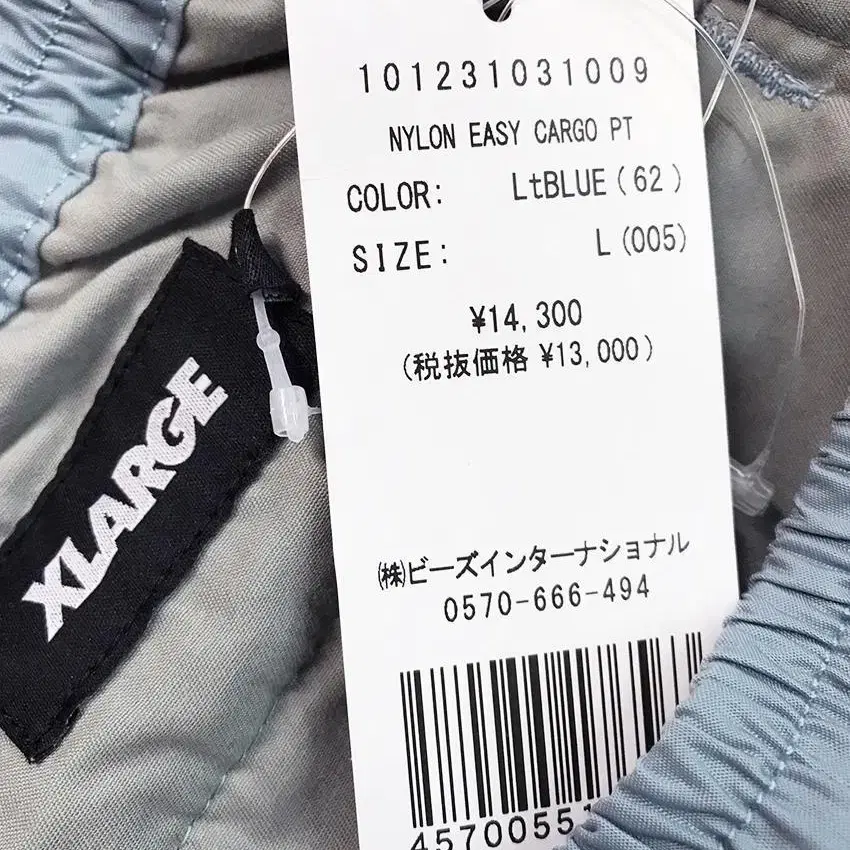 101231031009
NYLON EASY CARGO PT
COLOR: LtBLUE(62)
SIZE: L(005)
¥14,300
(税抜価格 ¥13,000)
㈱ビーズインターナショナル
0570-666-494
45700551
XLARGE